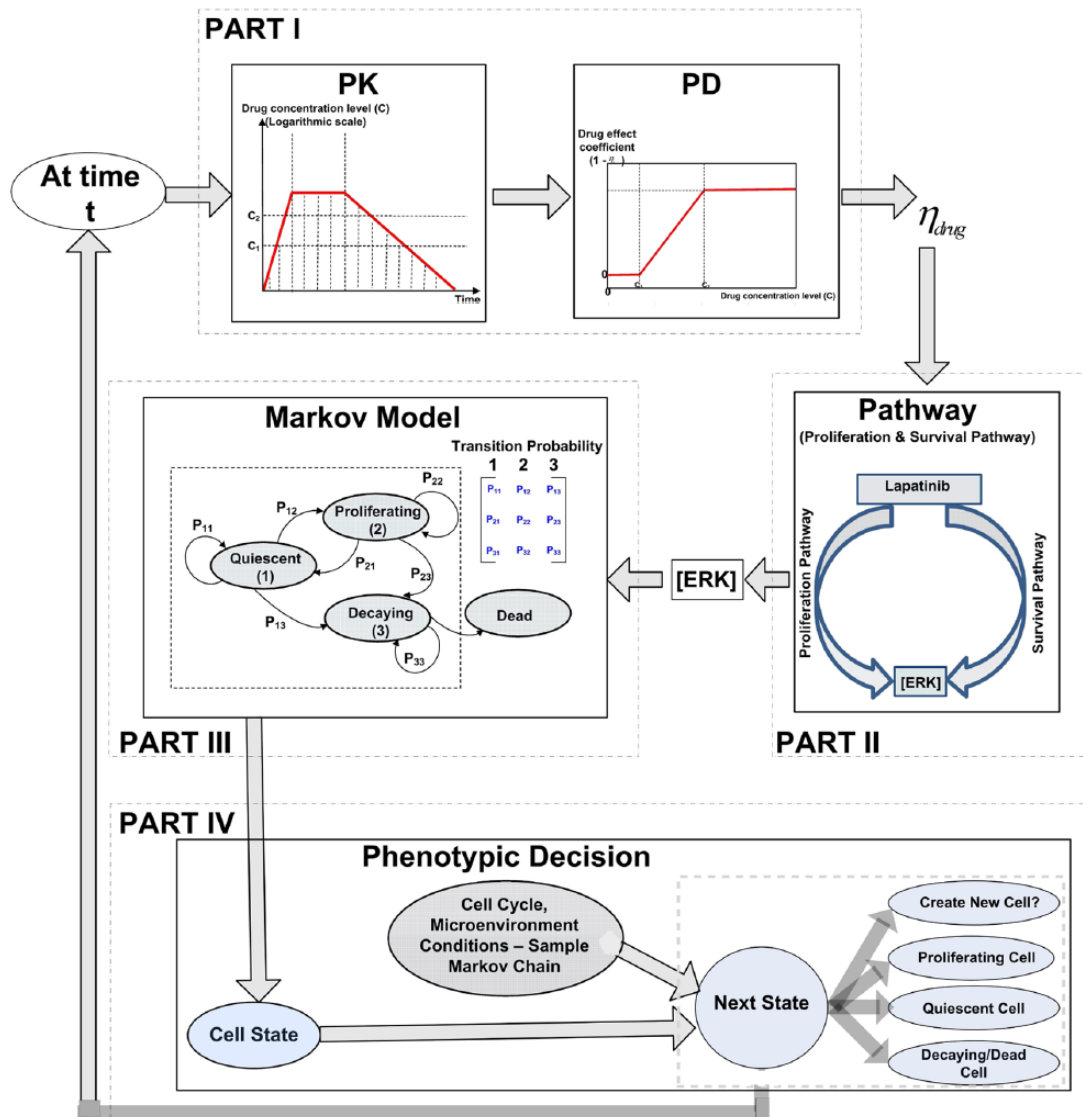 PART I
PK
Drug concentration level (C)
(Logarithmic scale)
C2
C1
Time
PD
Drug effect
coefficient
(1 - η )
0
0
Drug concentration level (C)
At time
t
ηdrug
Markov Model
Transition Probability
1 2 3
P11 P12 P13
P21 P22 P23
P31 P32 P33
P22
P12
Proliferating
(2)
P11
Quiescent
(1)
P21
P23
P13
Decaying
(3)
Dead
P33
PART III
[ERK]
Pathway
(Proliferation & Survival Pathway)
Lapatinib
Proliferation Pathway
Survival Pathway
[ERK]
PART II
PART IV
Phenotypic Decision
Cell Cycle,
Microenvironment
Conditions – Sample
Markov Chain
Cell State
Next State
Create New Cell?
Proliferating Cell
Quiescent Cell
Decaying/Dead
Cell